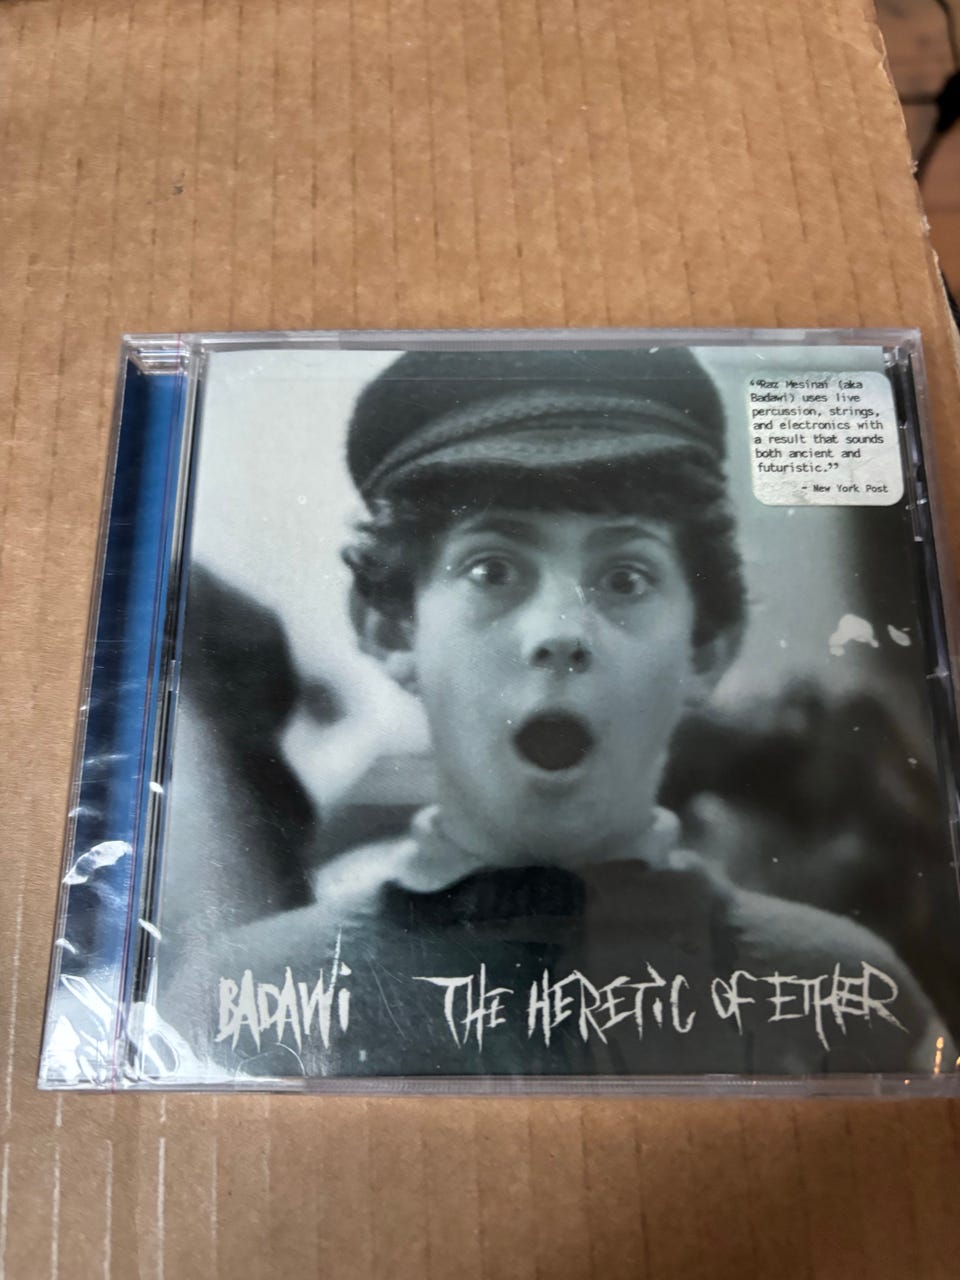 “Raz Mesinai (aka
Badawi) uses live
percussion, strings,
and electronics with
a result that sounds
both ancient and
futuristic.”
- New York Post
BADAWi THE HERETiC OF ETHER